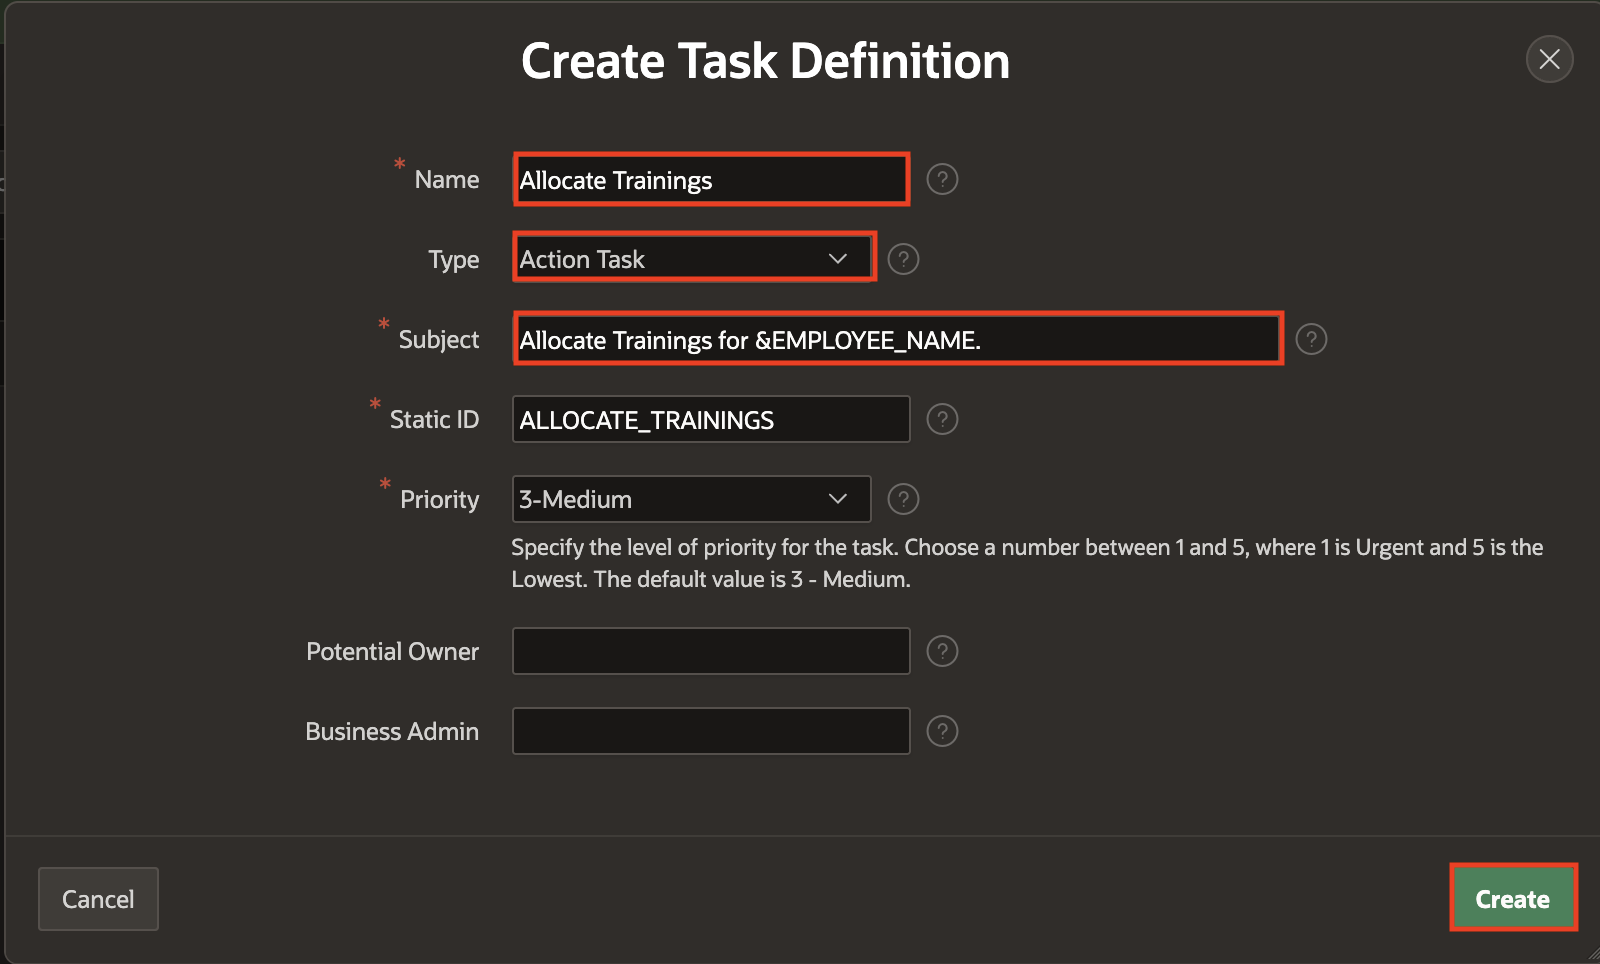 Create Task Definition
* Name Allocate Trainings ?
Type Action Task ?
* Subject Allocate Trainings for &EMPLOYEE_NAME. ?
* Static ID ALLOCATE_TRAININGS ?
* Priority 3-Medium ?
Specify the level of priority for the task. Choose a number between 1 and 5, where 1 is Urgent and 5 is the
Lowest. The default value is 3 - Medium.
Potential Owner ?
Business Admin ?
Cancel Create